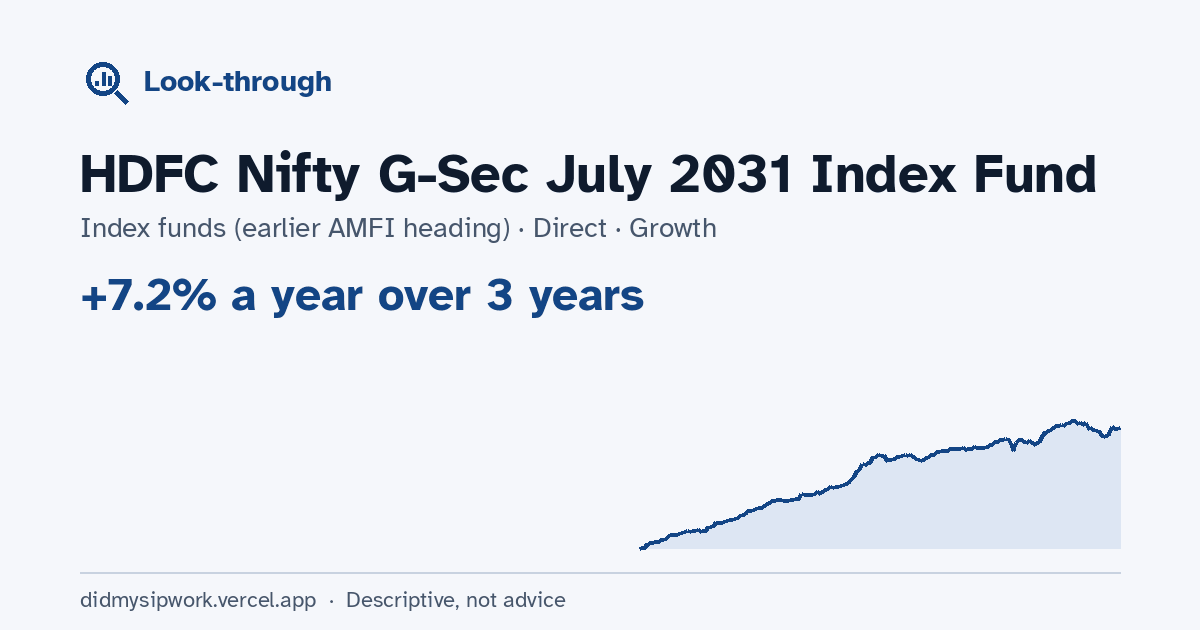 Look-through
HDFC Nifty G-Sec July 2031 Index Fund
Index funds (earlier AMFI heading) · Direct · Growth
+7.2% a year over 3 years
didmysipwork.vercel.app · Descriptive, not advice